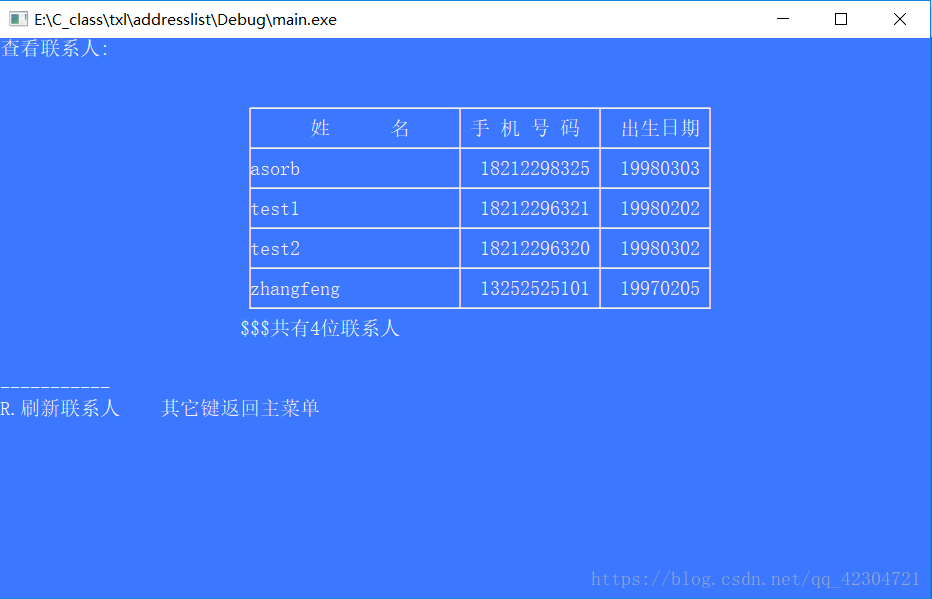 E:\C_class\txl\addresslist\Debug\main.exe
查看联系人:
姓 名 手 机 号 码 出生日期
asorb 18212298325 19980303
test1 18212296321 19980202
test2 18212296320 19980302
zhangfeng 13252525101 19970205
$$$共有4位联系人
-----------
R.刷新联系人 其它键返回主菜单
https://blog.csdn.net/qq_42304721